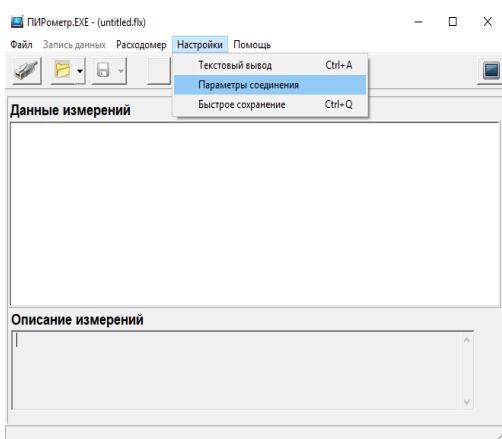 ПИРометр.EXE - (untitled.flx)
Файл Запись данных Расходомер Настройки Помощь
Текстовый вывод Ctrl+A
Параметры соединения
Быстрое сохранение Ctrl+Q
Данные измерений
Описание измерений